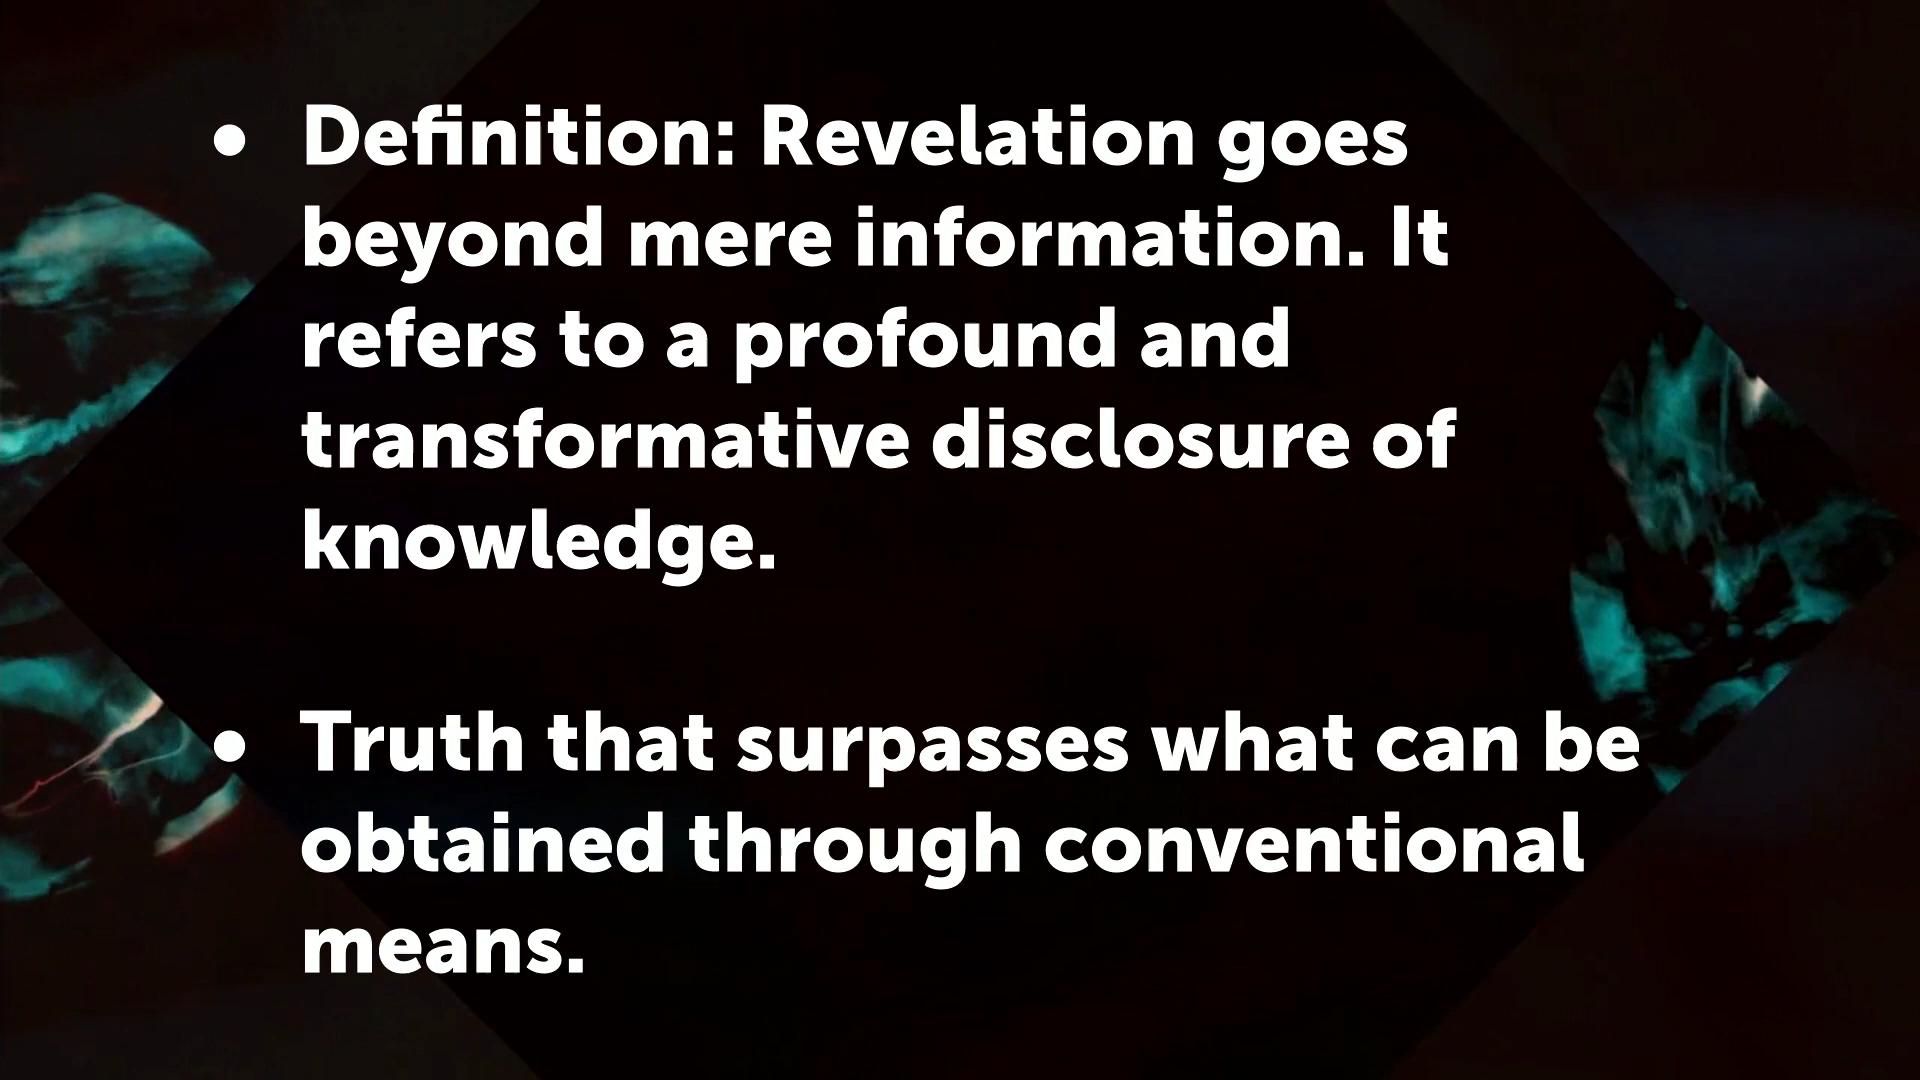 • Definition: Revelation goes
beyond mere information. It
refers to a profound and
transformative disclosure of
knowledge.
• Truth that surpasses what can be
obtained through conventional
means.